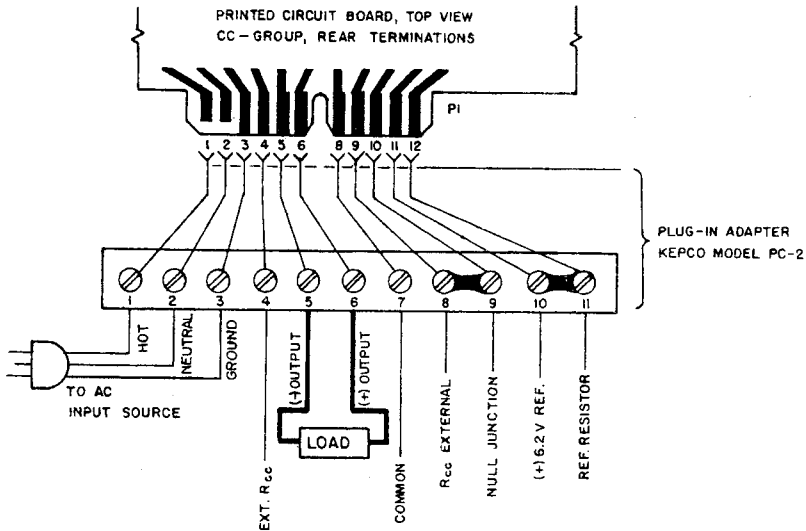 PRINTED CIRCUIT BOARD, TOP VIEW
CC-GROUP, REAR TERMINATIONS
P1
1 2 3 4 5 6 8 9 10 11 12
PLUG-IN ADAPTER
KEPCO MODEL PC-2
1 2 3 4 5 6 7 8 9 10 11
HOT
NEUTRAL
GROUND
TO AC
INPUT SOURCE
EXT. Rcc
(-) OUTPUT
(+) OUTPUT
LOAD
COMMON
Rcc EXTERNAL
NULL JUNCTION
(+) 6.2 V REF.
REF. RESISTOR